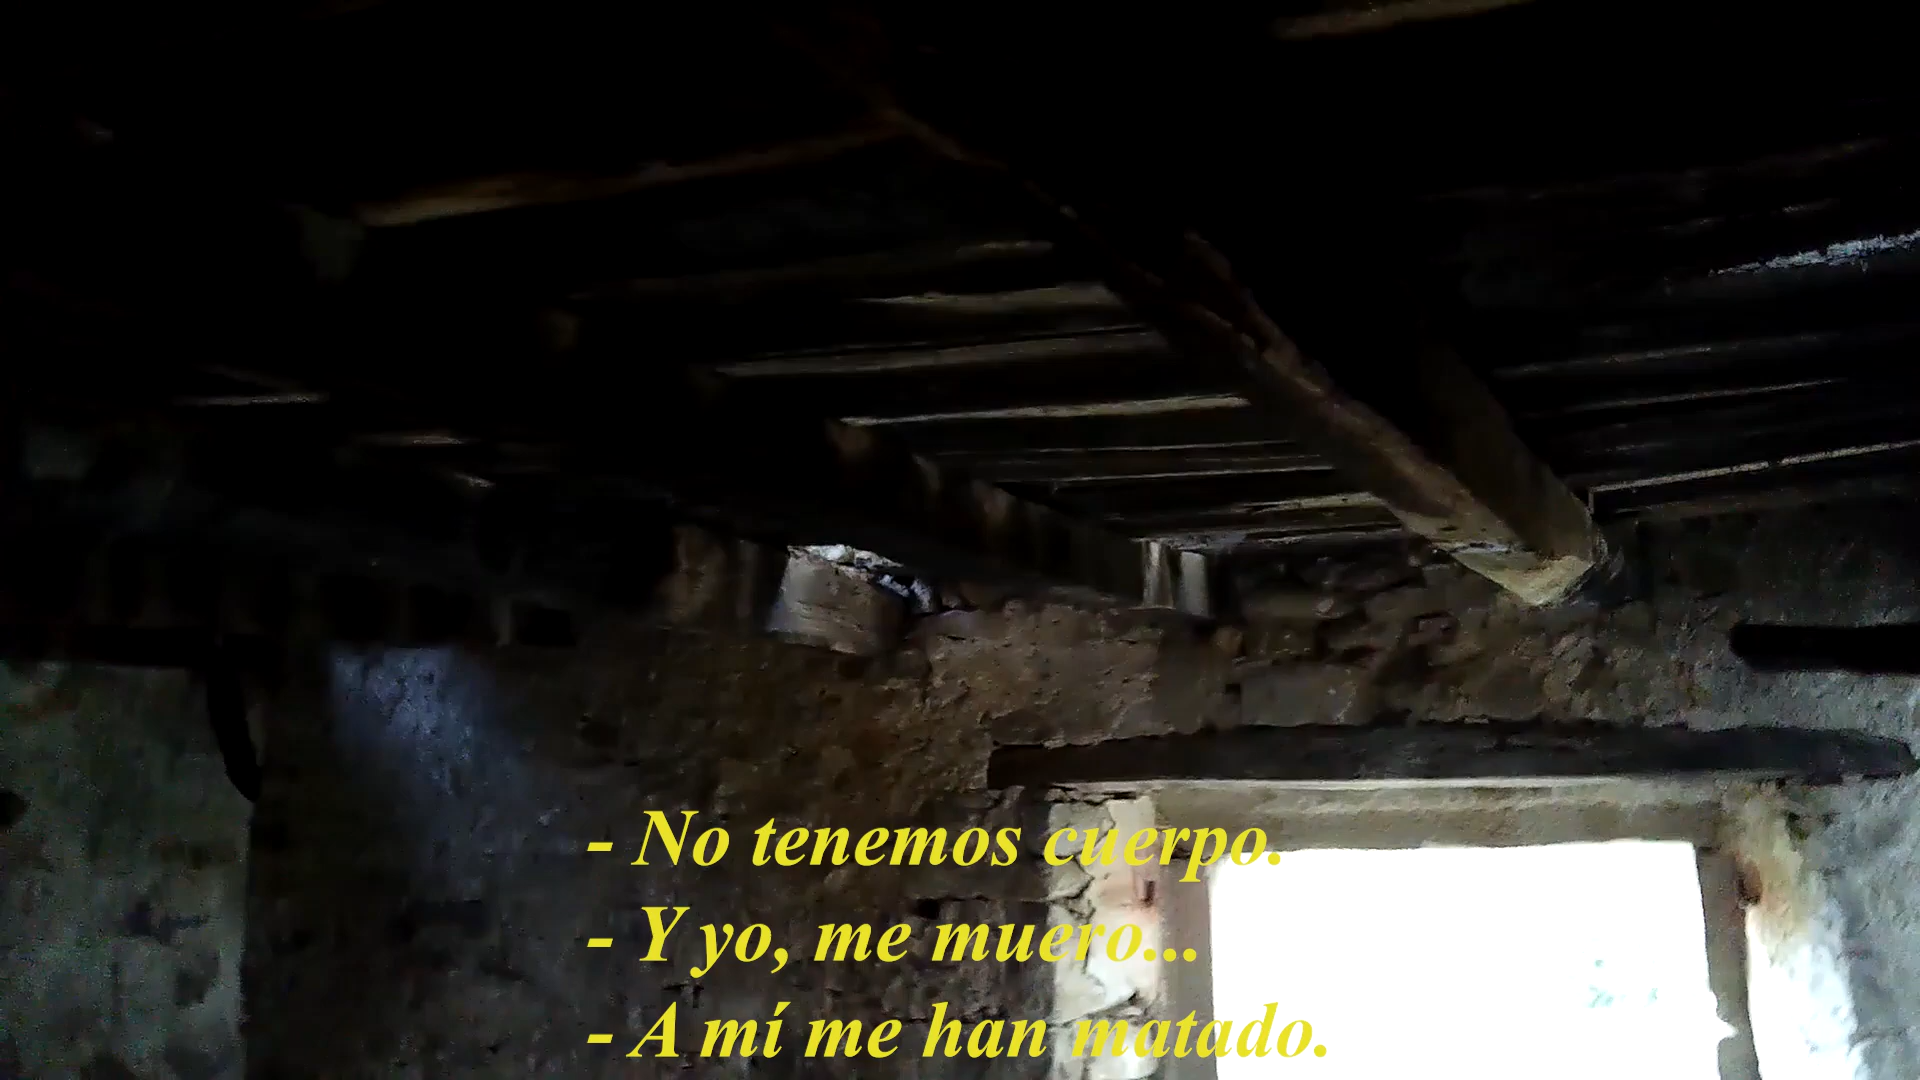 - No tenemos cuerpo.
- Y yo, me muero...
- A mí me han matado.